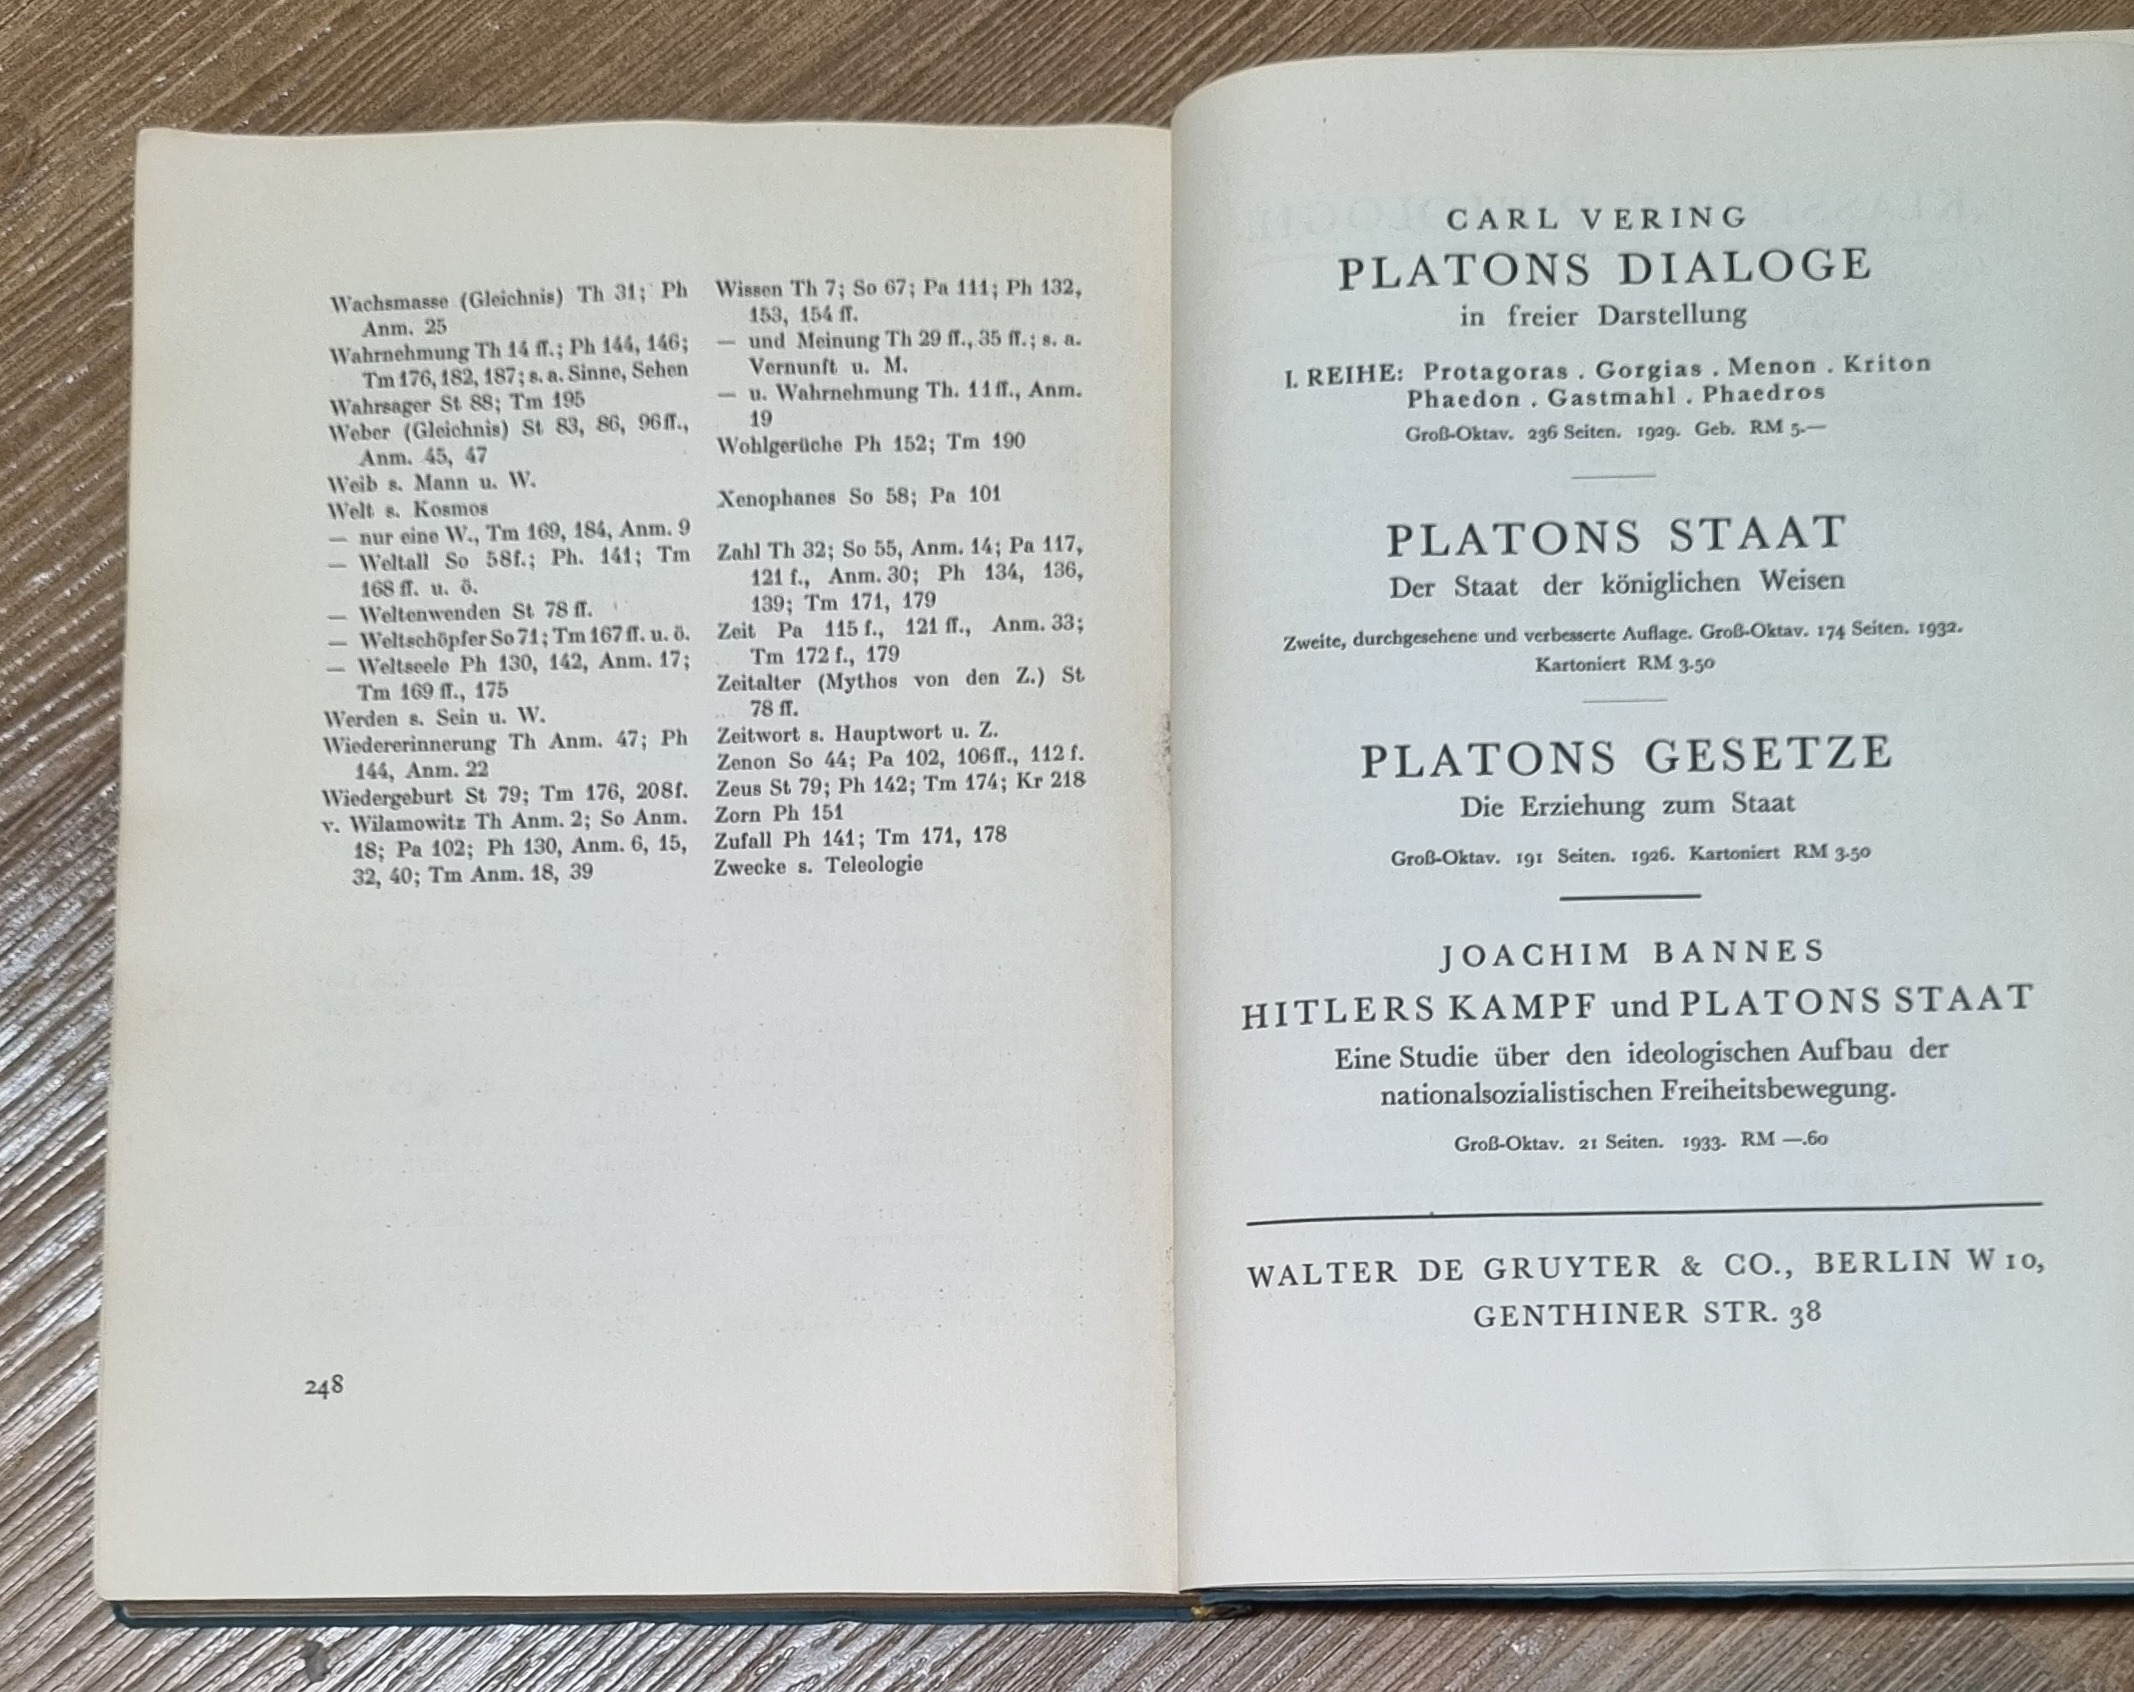 Wachsmasse (Gleichnis) Th 31; Ph
Anm. 25
Wahrnehmung Th 14 ff.; Ph 144, 146;
Tm 176, 182, 187; s. a. Sinne, Sehen
Wahrsager St 88; Tm 195
Weber (Gleichnis) St 83, 86, 96ff.,
Anm. 45, 47
Weib s. Mann u. W.
Welt s. Kosmos
— nur eine W., Tm 169, 184, Anm. 9
— Weltall So 58f.; Ph. 141; Tm
168 ff. u. ö.
— Weltenwenden St 78 ff.
— Weltschöpfer So 71; Tm 167 ff. u. ö.
— Weltseele Ph 130, 142, Anm. 17;
Tm 169 ff., 175
Werden s. Sein u. W.
Wiedererinnerung Th Anm. 47; Ph
144, Anm. 22
Wiedergeburt St 79; Tm 176, 208f.
v. Wilamowitz Th Anm. 2; So Anm.
18; Pa 102; Ph 130, Anm. 6, 15,
32, 40; Tm Anm. 18, 39
Wissen Th 7; So 67; Pa 111; Ph 132,
153, 154 ff.
— und Meinung Th 29 ff., 35 ff.; s. a.
Vernunft u. M.
— u. Wahrnehmung Th. 11ff., Anm.
19
Wohlgerüche Ph 152; Tm 190
Xenophanes So 58; Pa 101
Zahl Th 32; So 55, Anm. 14; Pa 117,
121 f., Anm. 30; Ph 134, 136,
139; Tm 171, 179
Zeit Pa 115 f., 121 ff., Anm. 33;
Tm 172 f., 179
Zeitalter (Mythos von den Z.) St
78 ff.
Zeitwort s. Hauptwort u. Z.
Zenon So 44; Pa 102, 106ff., 112 f.
Zeus St 79; Ph 142; Tm 174; Kr 218
Zorn Ph 151
Zufall Ph 141; Tm 171, 178
Zwecke s. Teleologie
248
CARL VERING
PLATONS DIALOGE
in freier Darstellung
I. REIHE: Protagoras . Gorgias . Menon . Kriton
Phaedon . Gastmahl . Phaedros
Groß-Oktav. 236 Seiten. 1929. Geb. RM 5.—
PLATONS STAAT
Der Staat der königlichen Weisen
Zweite, durchgesehene und verbesserte Auflage. Groß-Oktav. 174 Seiten. 1932.
Kartoniert RM 3.50
PLATONS GESETZE
Die Erziehung zum Staat
Groß-Oktav. 191 Seiten. 1926. Kartoniert RM 3.50
JOACHIM BANNES
HITLERS KAMPF und PLATONS STAAT
Eine Studie über den ideologischen Aufbau der
nationalsozialistischen Freiheitsbewegung.
Groß-Oktav. 21 Seiten. 1933. RM —.60
WALTER DE GRUYTER & CO., BERLIN W 10,
GENTHINER STR. 38